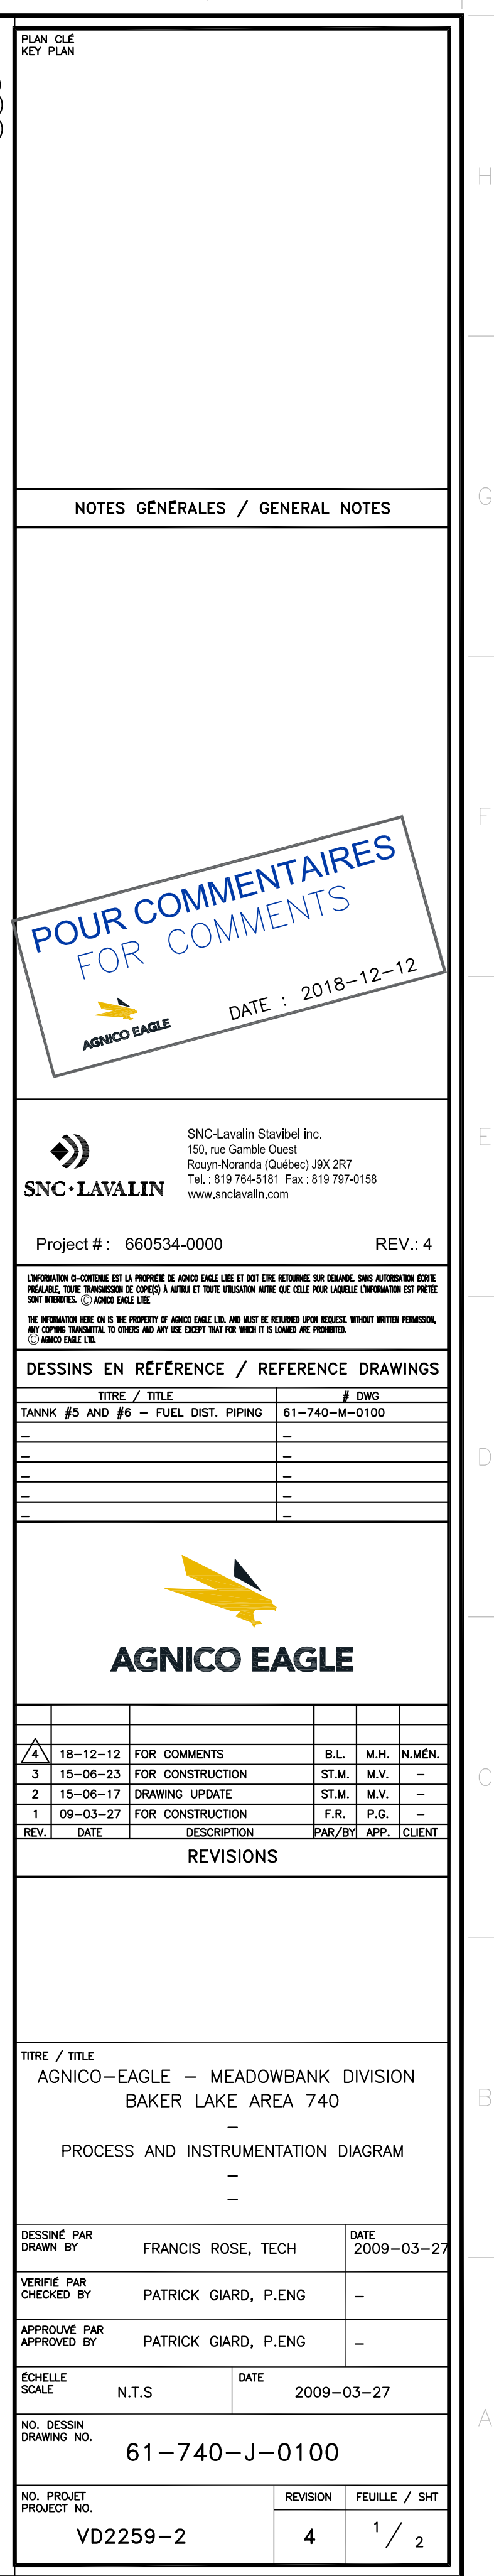 PLAN CLÉ
KEY PLAN
H
G
NOTES GÉNÉRALES / GENERAL NOTES
F
POUR COMMENTAIRES
FOR COMMENTS
AGNICO EAGLE
DATE : 2018-12-12
E
SNC-Lavalin Stavibel inc.
150, rue Gamble Ouest
Rouyn-Noranda (Québec) J9X 2R7
Tel. : 819 764-5181 Fax : 819 797-0158
www.snclavalin.com
SNC·LAVALIN
Project # : 660534-0000 REV.: 4
L'INFORMATION CI-CONTENUE EST LA PROPRIÉTÉ DE AGNICO EAGLE LTÉE ET DOIT ÊTRE RETOURNÉE SUR DEMANDE. SANS AUTORISATION ÉCRITE
PRÉALABLE, TOUTE TRANSMISSION DE COPIE(S) À AUTRUI ET TOUTE UTILISATION AUTRE QUE CELLE POUR LAQUELLE L'INFORMATION EST PRÊTÉE
SONT INTERDITES. © AGNICO EAGLE LTÉE
THE INFORMATION HERE ON IS THE PROPERTY OF AGNICO EAGLE LTD. AND MUST BE RETURNED UPON REQUEST. WITHOUT WRITTEN PERMISSION,
ANY COPYING TRANSMITTAL TO OTHERS AND ANY USE EXCEPT THAT FOR WHICH IT IS LOANED ARE PROHIBITED.
© AGNICO EAGLE LTD.
DESSINS EN RÉFÉRENCE / REFERENCE DRAWINGS
TITRE / TITLE # DWG
TANNK #5 AND #6 - FUEL DIST. PIPING 61-740-M-0100
- -
- -
- -
- -
- -
D
AGNICO EAGLE
4 18-12-12 FOR COMMENTS B.L. M.H. N.MÉN.
3 15-06-23 FOR CONSTRUCTION ST.M. M.V. -
2 15-06-17 DRAWING UPDATE ST.M. M.V. -
1 09-03-27 FOR CONSTRUCTION F.R. P.G. -
REV. DATE DESCRIPTION PAR/BY APP. CLIENT
C
REVISIONS
TITRE / TITLE
AGNICO-EAGLE - MEADOWBANK DIVISION
BAKER LAKE AREA 740
-
PROCESS AND INSTRUMENTATION DIAGRAM
-
-
B
DESSINÉ PAR
DRAWN BY FRANCIS ROSE, TECH
DATE
2009-03-27
VERIFIÉ PAR
CHECKED BY PATRICK GIARD, P.ENG -
APPROUVÉ PAR
APPROVED BY PATRICK GIARD, P.ENG -
ÉCHELLE
SCALE N.T.S
DATE
2009-03-27
A
NO. DESSIN
DRAWING NO.
61-740-J-0100
NO. PROJET
PROJECT NO.
VD2259-2
REVISION
4
FEUILLE / SHT
1 / 2